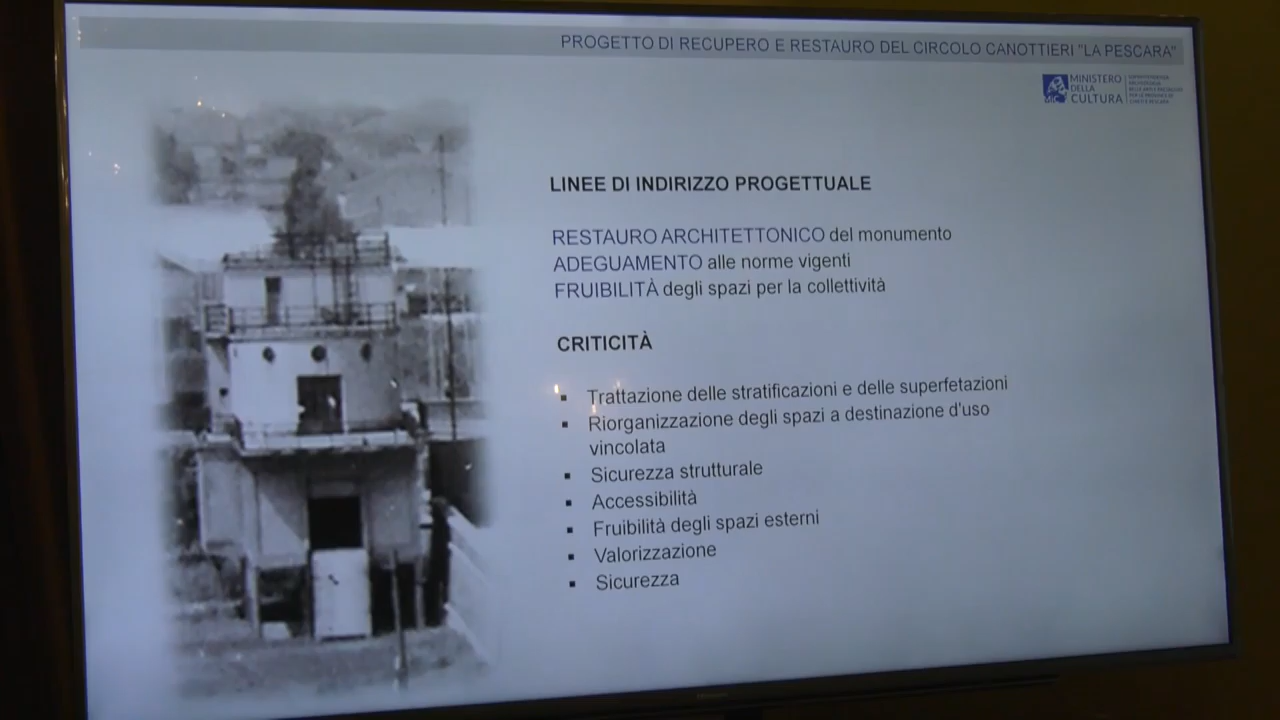 PROGETTO DI RECUPERO E RESTAURO DEL CIRCOLO CANOTTIERI "LA PESCARA"
MiC
MINISTERO
DELLA
CULTURA
LINEE DI INDIRIZZO PROGETTUALE
RESTAURO ARCHITETTONICO del monumento
ADEGUAMENTO alle norme vigenti
FRUIBILITÀ degli spazi per la collettività
CRITICITÀ
▪ Trattazione delle stratificazioni e delle superfetazioni
▪ Riorganizzazione degli spazi a destinazione d'uso
vincolata
▪ Sicurezza strutturale
▪ Accessibilità
▪ Fruibilità degli spazi esterni
▪ Valorizzazione
▪ Sicurezza